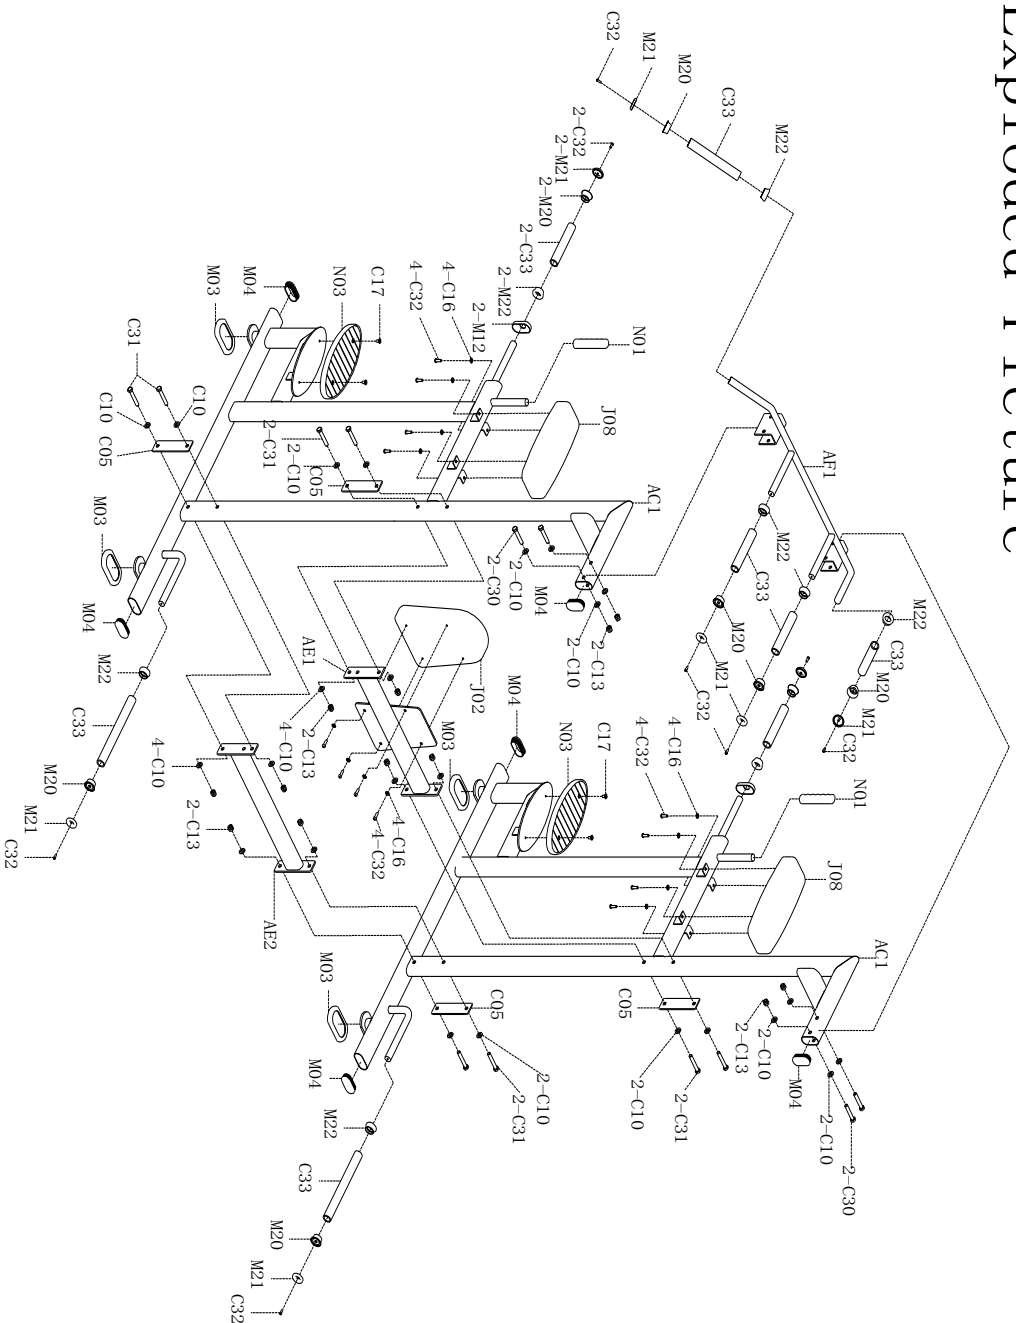 Exploded Picture
C32
M21
M20
C33
M22
2-C32
2-M21
2-M20
2-C33
2-M22
2-M12
4-C16
4-C32
C17
N03
M04
M03
N01
J08
AF1
C31
C10
C10
C05
2-C31
2-C10
C05
AC1
M03
M04
2-C30
2-C10
M04
2-C13
2-C10
M22
C33
M20
M21
C32
M22
C33
M20
M21
C32
AE1
J02
4-C10
2-C13
M03
M04
N03
C17
4-C16
4-C32
N01
J08
M22
C33
M20
M21
C32
4-C10
2-C13
4-C16
4-C32
AE2
AC1
M03
M04
C05
2-C10
2-C31
C05
2-C10
2-C31
2-C13
2-C10
M04
2-C10
2-C30
M22
C33
M20
M21
C32